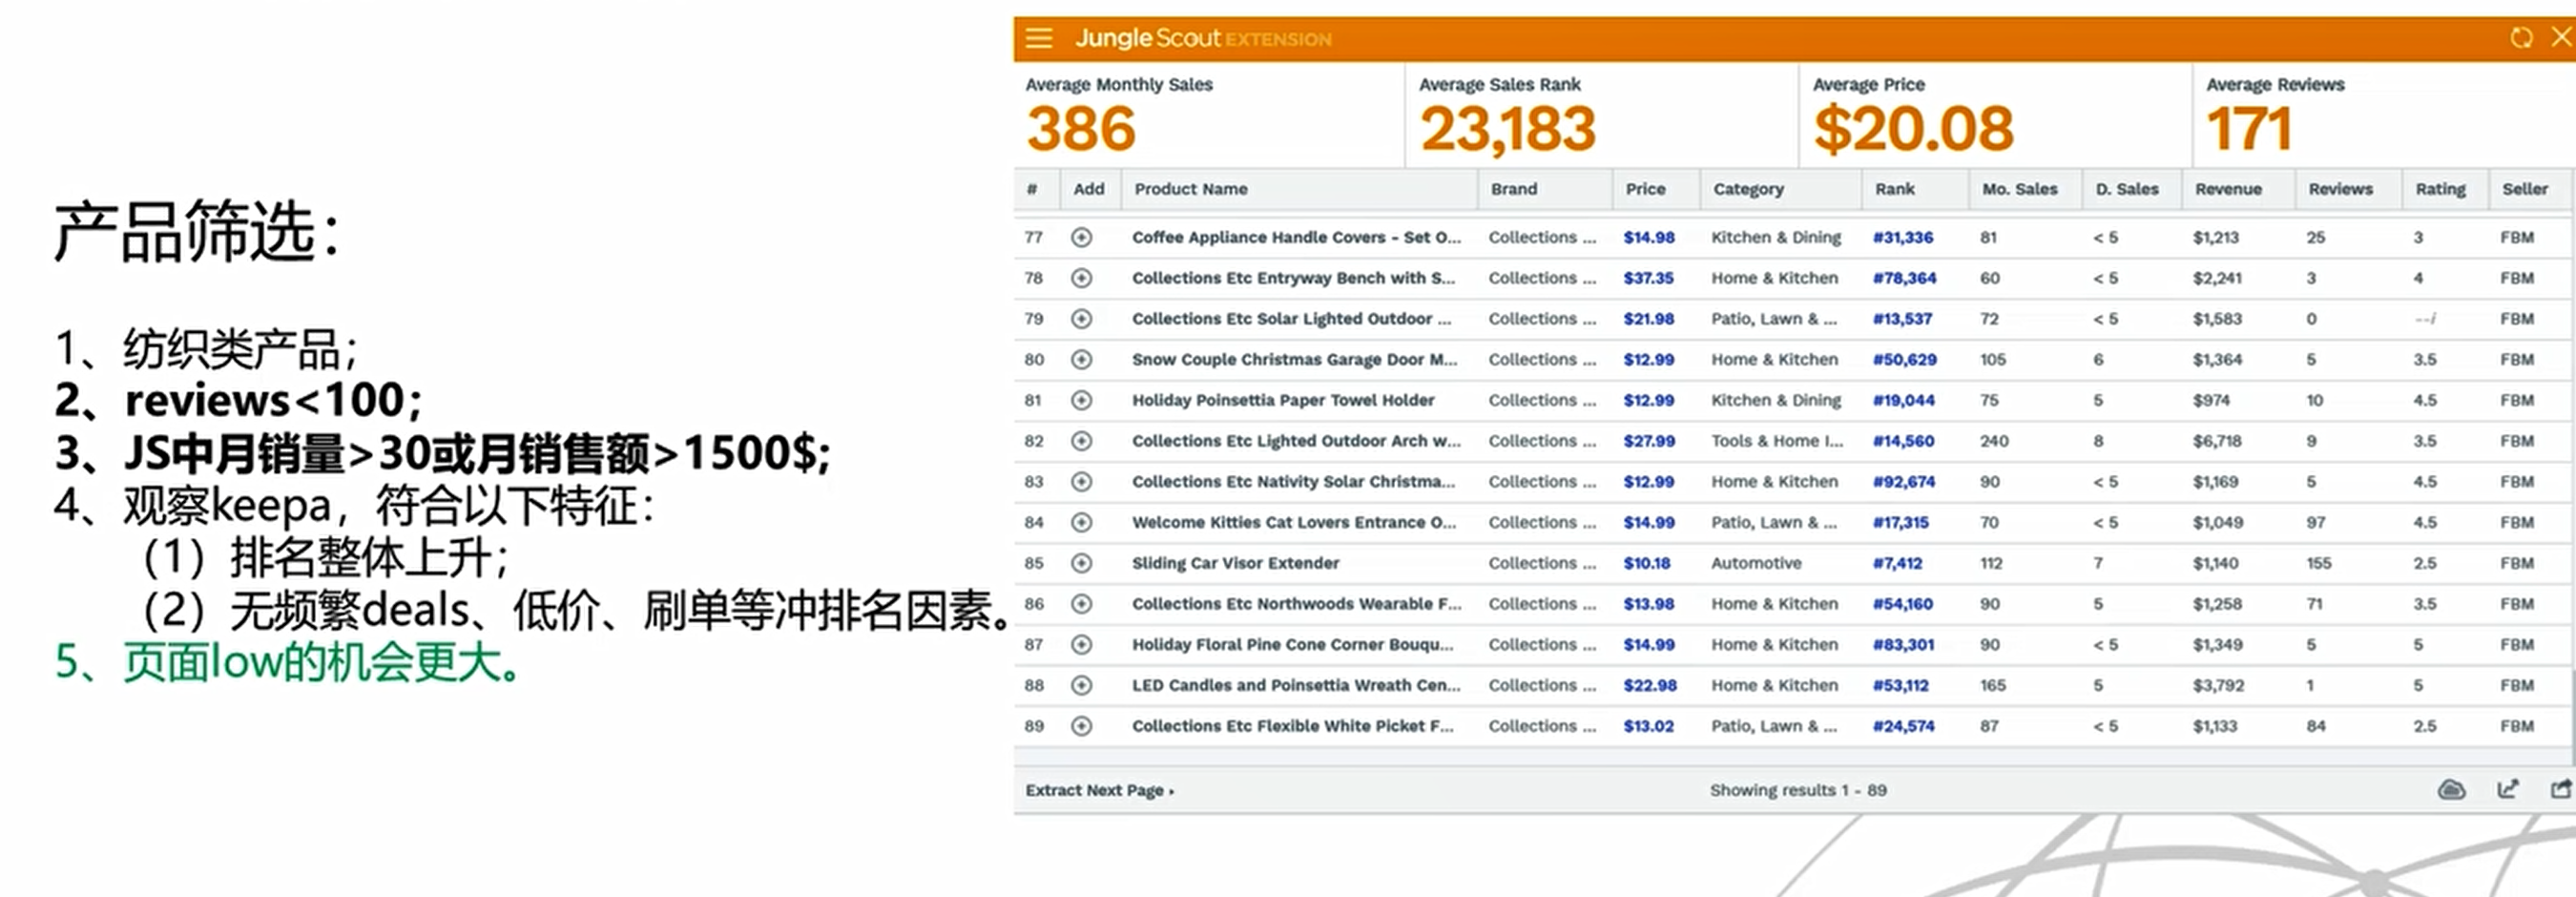 产品筛选：
1、纺织类产品；
2、reviews<100；
3、JS中月销量>30或月销售额>1500$;
4、观察keepa，符合以下特征：
（1）排名整体上升；
（2）无频繁deals、低价、刷单等冲排名因素。
5、页面low的机会更大。
Jungle Scout EXTENSION
Average Monthly Sales Average Sales Rank Average Price Average Reviews
386 23,183 $20.08 171
# Add Product Name Brand Price Category Rank Mo. Sales D. Sales Revenue Reviews Rating Seller
77 Coffee Appliance Handle Covers - Set O... Collections ... $14.98 Kitchen & Dining #31,336 81 < 5 $1,213 25 3 FBM
78 Collections Etc Entryway Bench with S... Collections ... $37.35 Home & Kitchen #78,364 60 < 5 $2,241 3 4 FBM
79 Collections Etc Solar Lighted Outdoor ... Collections ... $21.98 Patio, Lawn & ... #13,537 72 < 5 $1,583 0 --i FBM
80 Snow Couple Christmas Garage Door M... Collections ... $12.99 Home & Kitchen #50,629 105 6 $1,364 5 3.5 FBM
81 Holiday Poinsettia Paper Towel Holder Collections ... $12.99 Kitchen & Dining #19,044 75 5 $974 10 4.5 FBM
82 Collections Etc Lighted Outdoor Arch w... Collections ... $27.99 Tools & Home I... #14,560 240 8 $6,718 9 3.5 FBM
83 Collections Etc Nativity Solar Christma... Collections ... $12.99 Home & Kitchen #92,674 90 < 5 $1,169 5 4.5 FBM
84 Welcome Kitties Cat Lovers Entrance O... Collections ... $14.99 Patio, Lawn & ... #17,315 70 < 5 $1,049 97 4.5 FBM
85 Sliding Car Visor Extender Collections ... $10.18 Automotive #7,412 112 7 $1,140 155 2.5 FBM
86 Collections Etc Northwoods Wearable F... Collections ... $13.98 Home & Kitchen #54,160 90 5 $1,258 71 3.5 FBM
87 Holiday Floral Pine Cone Corner Bouqu... Collections ... $14.99 Home & Kitchen #83,301 90 < 5 $1,349 5 5 FBM
88 LED Candles and Poinsettia Wreath Cen... Collections ... $22.98 Home & Kitchen #53,112 165 5 $3,792 1 5 FBM
89 Collections Etc Flexible White Picket F... Collections ... $13.02 Patio, Lawn & ... #24,574 87 < 5 $1,133 84 2.5 FBM
Extract Next Page Showing results 1 - 89